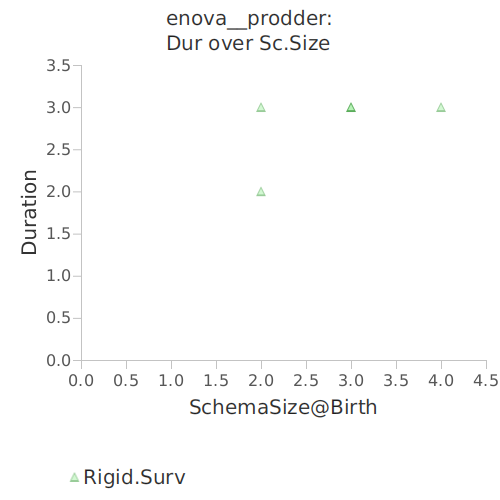 enova__prodder:
Dur over Sc.Size
3.5
3.0
2.5
2.0
1.5
1.0
0.5
0.0
Duration
0.0 0.5 1.0 1.5 2.0 2.5 3.0 3.5 4.0 4.5
SchemaSize@Birth
Rigid.Surv